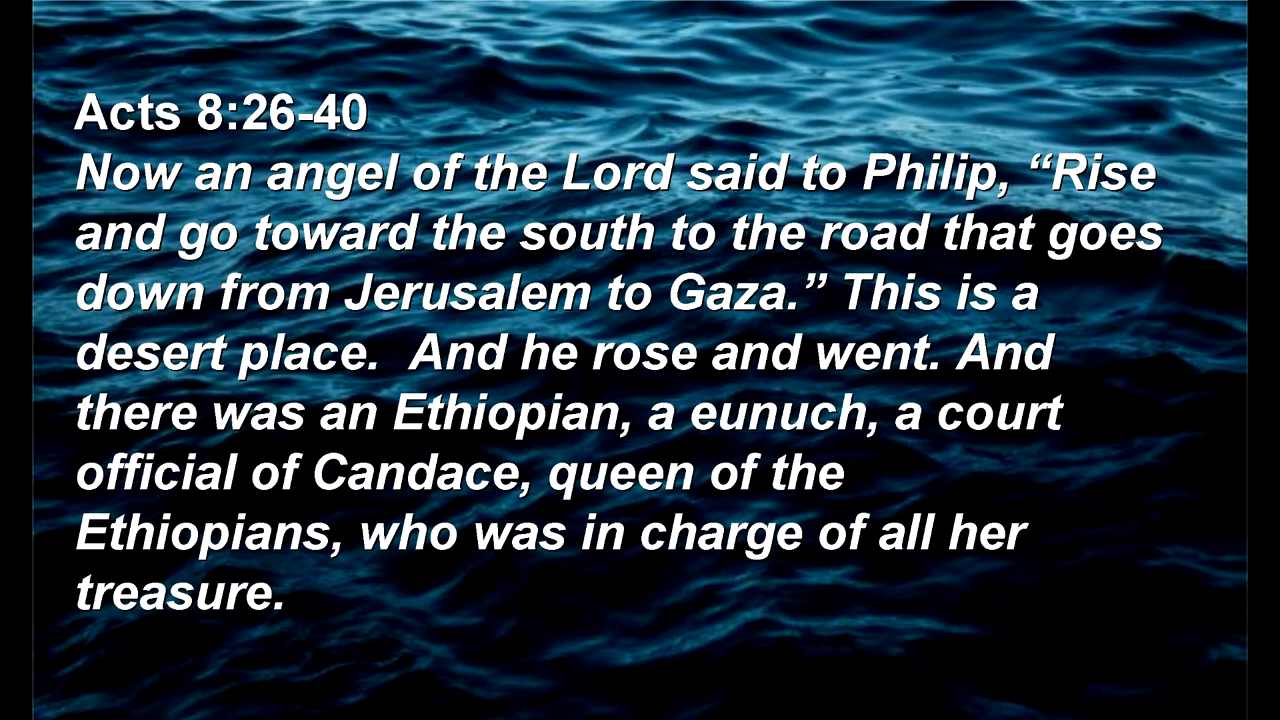 Acts 8:26-40
Now an angel of the Lord said to Philip, “Rise
and go toward the south to the road that goes
down from Jerusalem to Gaza.” This is a
desert place.  And he rose and went. And
there was an Ethiopian, a eunuch, a court
official of Candace, queen of the
Ethiopians, who was in charge of all her
treasure.